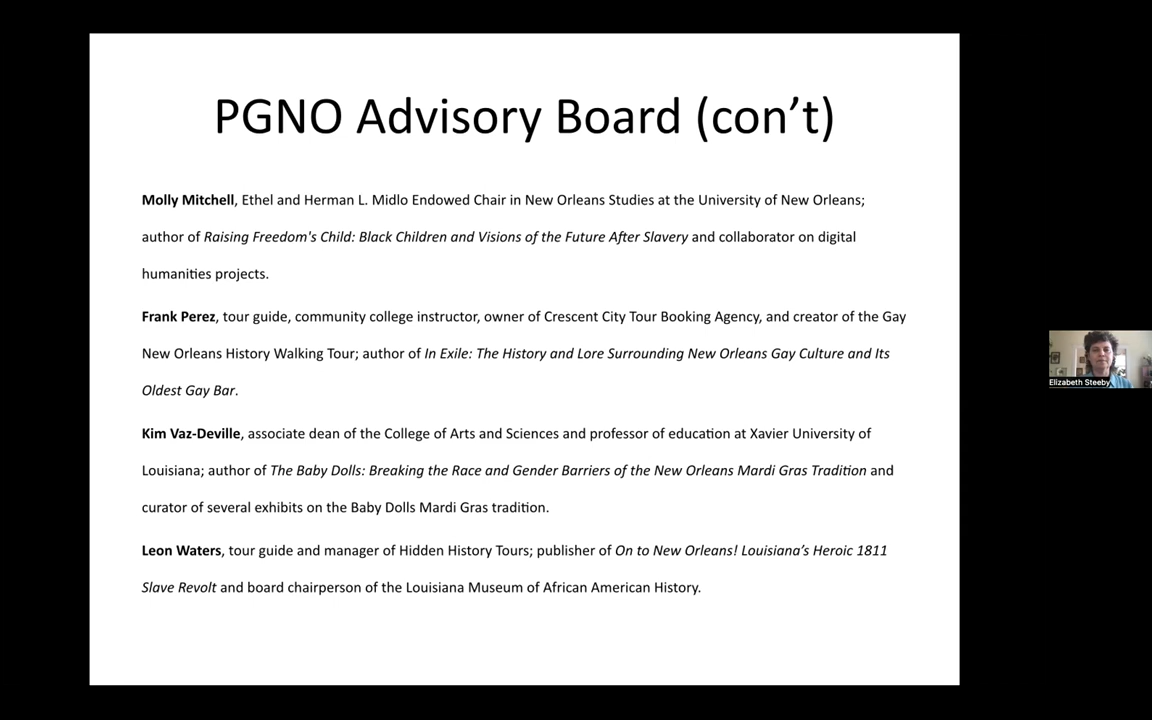 PGNO Advisory Board (con’t)
Molly Mitchell, Ethel and Herman L. Midlo Endowed Chair in New Orleans Studies at the University of New Orleans;
author of Raising Freedom's Child: Black Children and Visions of the Future After Slavery and collaborator on digital
humanities projects.
Frank Perez, tour guide, community college instructor, owner of Crescent City Tour Booking Agency, and creator of the Gay
New Orleans History Walking Tour; author of In Exile: The History and Lore Surrounding New Orleans Gay Culture and Its
Oldest Gay Bar.
Kim Vaz-Deville, associate dean of the College of Arts and Sciences and professor of education at Xavier University of
Louisiana; author of The Baby Dolls: Breaking the Race and Gender Barriers of the New Orleans Mardi Gras Tradition and
curator of several exhibits on the Baby Dolls Mardi Gras tradition.
Leon Waters, tour guide and manager of Hidden History Tours; publisher of On to New Orleans! Louisiana’s Heroic 1811
Slave Revolt and board chairperson of the Louisiana Museum of African American History.
Elizabeth Steeby